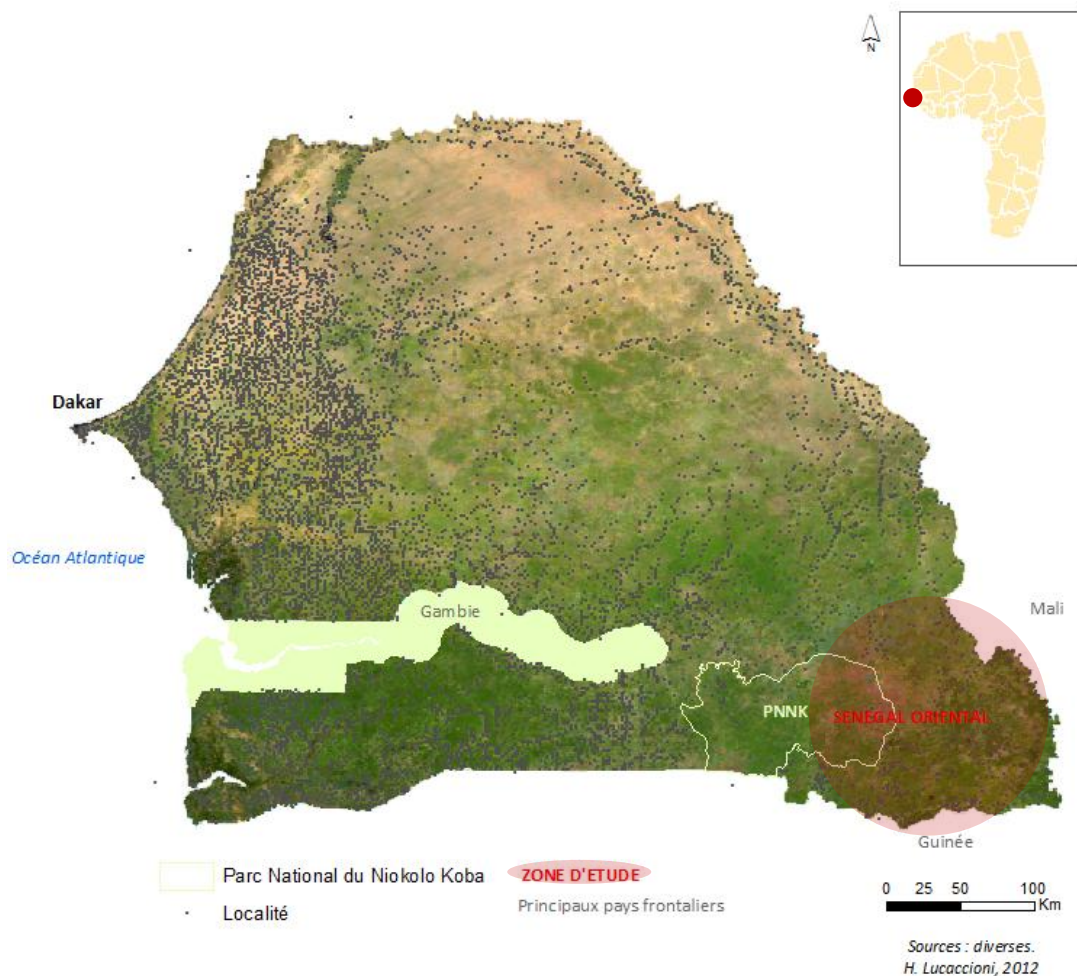 N
Dakar
Océan Atlantique
Gambie
Mali
PNNK
SENEGAL ORIENTAL
Guinée
Parc National du Niokolo Koba
Localité
ZONE D'ETUDE
Principaux pays frontaliers
0 25 50 100
Km
Sources : diverses.
H. Lucaccioni, 2012